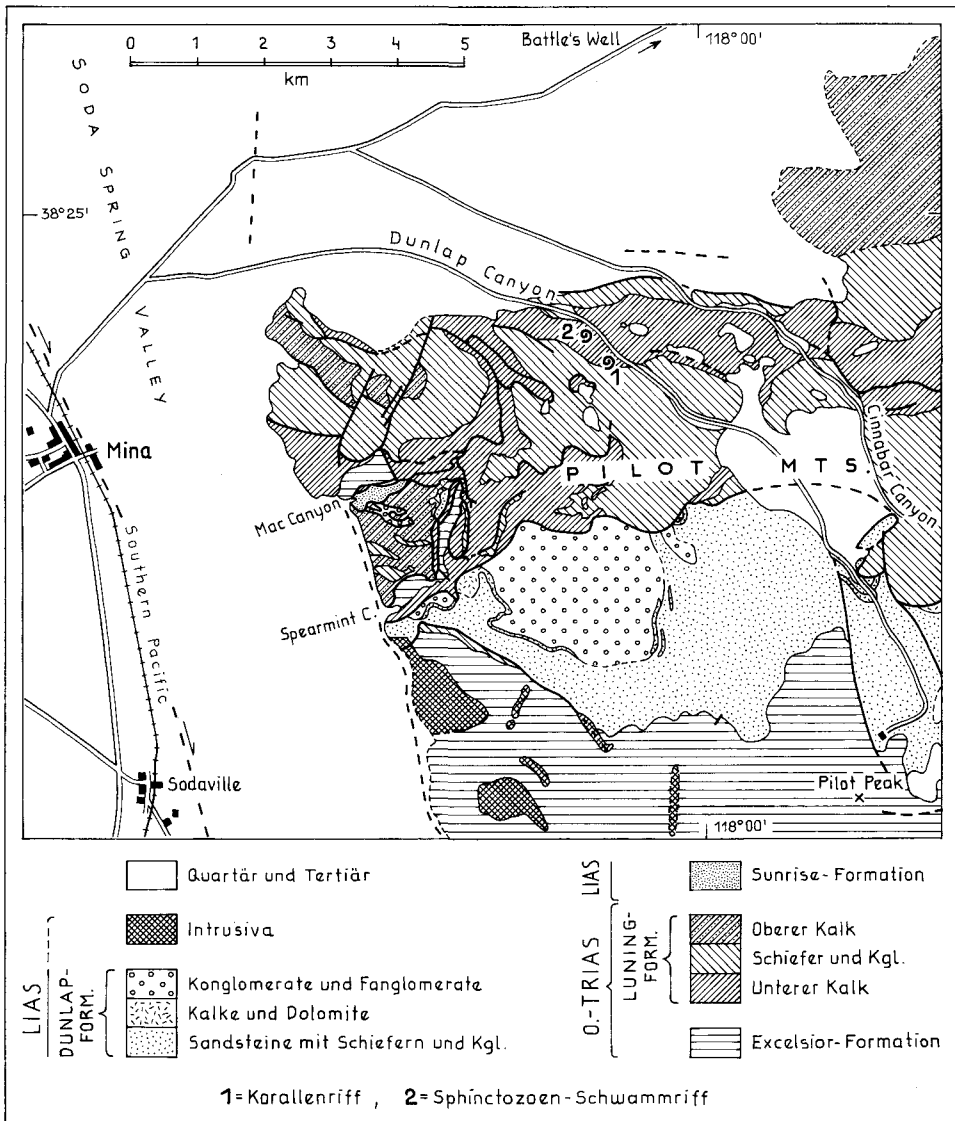 0 1 2 3 4 5
km
Battle's Well
118°00'
SODA SPRING
VALLEY
38°25'
Dunlap Canyon
2
1
Mina
PILOT MTS.
Cinnabar Canyon
Mac Canyon
Southern Pacific
Spearmint C.
Sodaville
Pilot Peak
118°00'
Quartär und Tertiär
Intrusiva
LIAS
DUNLAP-FORM.
Konglomerate und Fanglomerate
Kalke und Dolomite
Sandsteine mit Schiefern und Kgl.
LIAS
Sunrise-Formation
O.-TRIAS
LUNING-FORM.
Oberer Kalk
Schiefer und Kgl.
Unterer Kalk
Excelsior-Formation
1=Korallenriff , 2=Sphinctozoen-Schwammriff